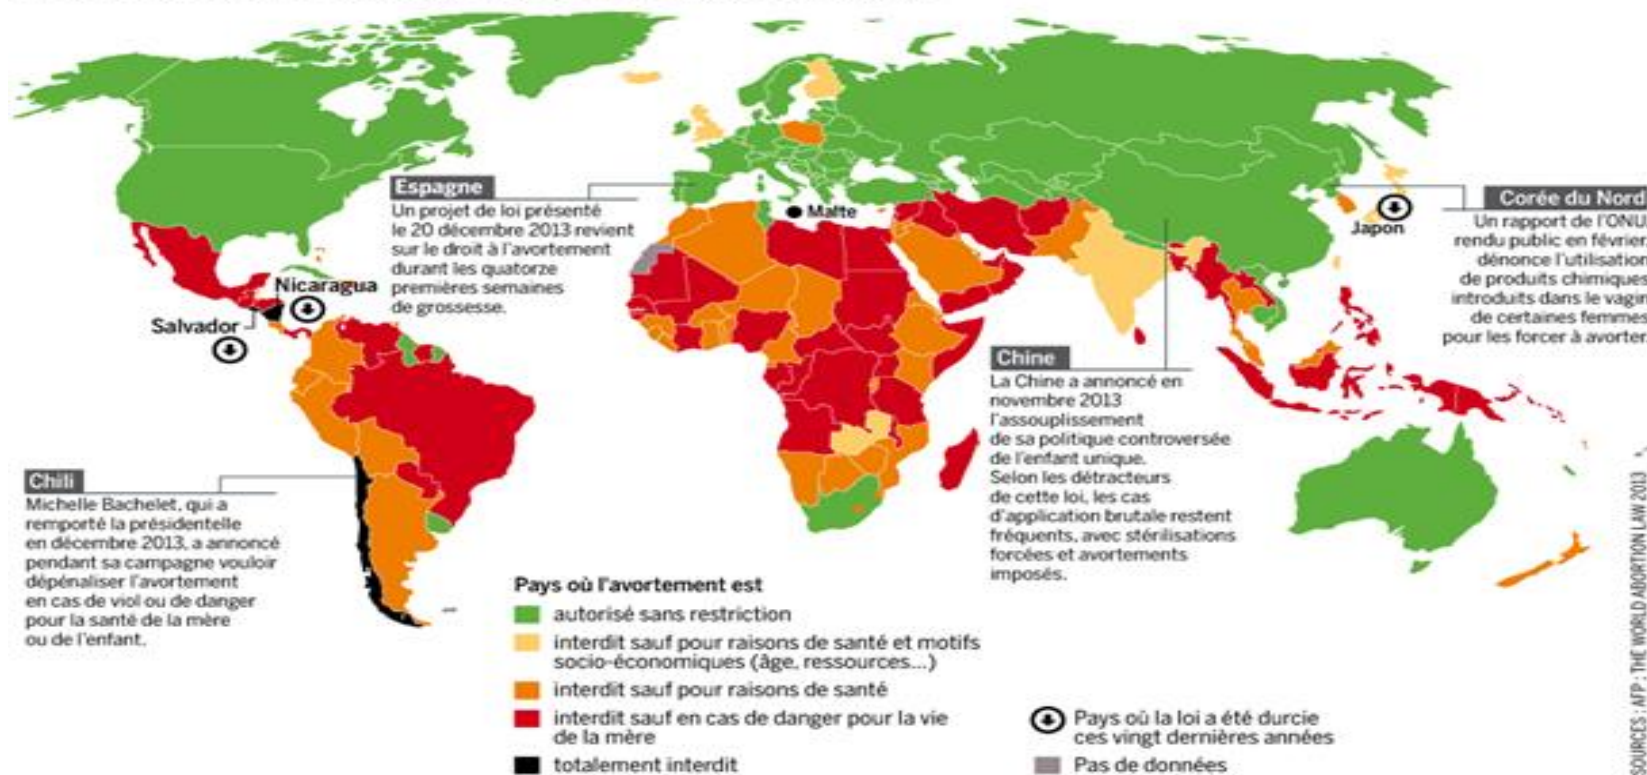 Espagne
Un projet de loi présenté
le 20 décembre 2013 revient
sur le droit à l'avortement
durant les quatorze
premières semaines
de grossesse.
Malte
Corée du Nord
Un rapport de l'ONU,
rendu public en février,
dénonce l'utilisation
de produits chimiques
introduits dans le vagin
de certaines femmes
pour les forcer à avorter.
Japon
Nicaragua
Salvador
Chine
La Chine a annoncé en
novembre 2013
l'assouplissement
de sa politique controversée
de l'enfant unique.
Selon les détracteurs
de cette loi, les cas
d'application brutale restent
fréquents, avec stérilisations
forcées et avortements
imposés.
Chili
Michelle Bachelet, qui a
remporté la présidentielle
en décembre 2013, a annoncé
pendant sa campagne vouloir
dépénaliser l'avortement
en cas de viol ou de danger
pour la santé de la mère
ou de l'enfant.
Pays où l'avortement est
autorisé sans restriction
interdit sauf pour raisons de santé et motifs
socio-économiques (âge, ressources...)
interdit sauf pour raisons de santé
interdit sauf en cas de danger pour la vie
de la mère
totalement interdit
Pays où la loi a été durcie
ces vingt dernières années
Pas de données
SOURCES : AFP ; THE WORLD ABORTION LAW 2013